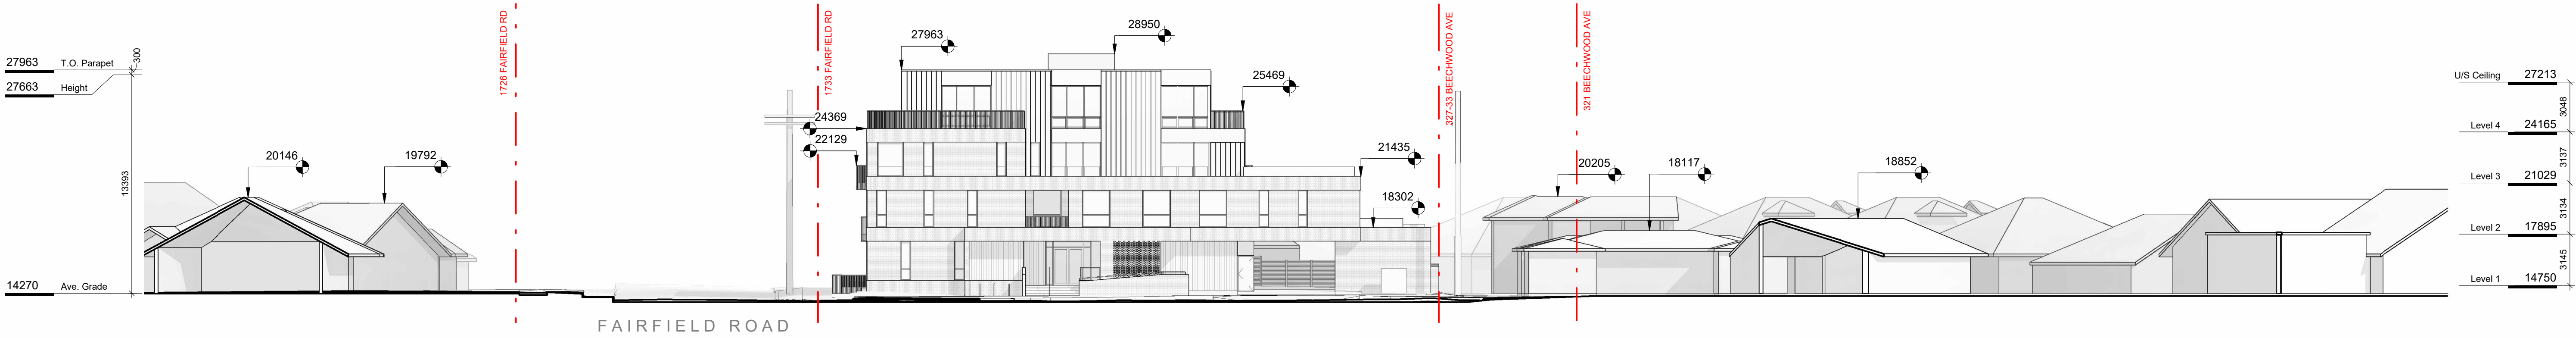 27963 T.O. Parapet
300
27663 Height
13393
14270 Ave. Grade
20146
19792
1726 FAIRFIELD RD
FAIRFIELD ROAD
1733 FAIRFIELD RD
24369
22129
27963
28950
25469
21435
18302
327-33 BEECHWOOD AVE
321 BEECHWOOD AVE
20205
18117
18852
U/S Ceiling 27213
3048
Level 4 24165
3137
Level 3 21029
3134
Level 2 17895
3145
Level 1 14750